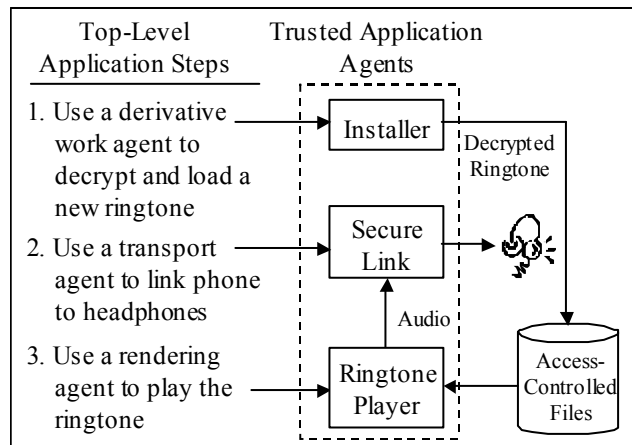 Top-Level
Application Steps
Trusted Application
Agents
1. Use a derivative
work agent to
decrypt and load a
new ringtone
2. Use a transport
agent to link phone
to headphones
3. Use a rendering
agent to play the
ringtone
Installer
Decrypted
Ringtone
Secure
Link
Audio
Ringtone
Player
Access-
Controlled
Files